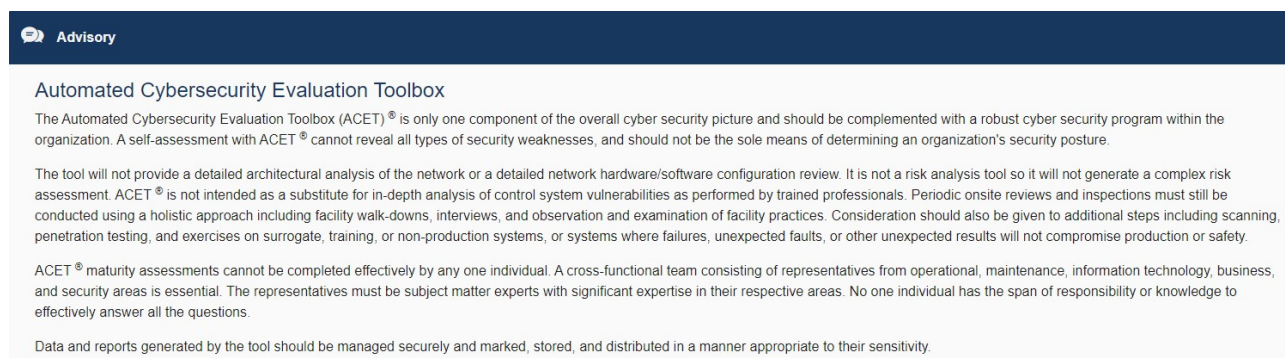 Advisory
Automated Cybersecurity Evaluation Toolbox
The Automated Cybersecurity Evaluation Toolbox (ACET) ® is only one component of the overall cyber security picture and should be complemented with a robust cyber security program within the
organization. A self-assessment with ACET ® cannot reveal all types of security weaknesses, and should not be the sole means of determining an organization's security posture.
The tool will not provide a detailed architectural analysis of the network or a detailed network hardware/software configuration review. It is not a risk analysis tool so it will not generate a complex risk
assessment. ACET ® is not intended as a substitute for in-depth analysis of control system vulnerabilities as performed by trained professionals. Periodic onsite reviews and inspections must still be
conducted using a holistic approach including facility walk-downs, interviews, and observation and examination of facility practices. Consideration should also be given to additional steps including scanning,
penetration testing, and exercises on surrogate, training, or non-production systems, or systems where failures, unexpected faults, or other unexpected results will not compromise production or safety.
ACET ® maturity assessments cannot be completed effectively by any one individual. A cross-functional team consisting of representatives from operational, maintenance, information technology, business,
and security areas is essential. The representatives must be subject matter experts with significant expertise in their respective areas. No one individual has the span of responsibility or knowledge to
effectively answer all the questions.
Data and reports generated by the tool should be managed securely and marked, stored, and distributed in a manner appropriate to their sensitivity.